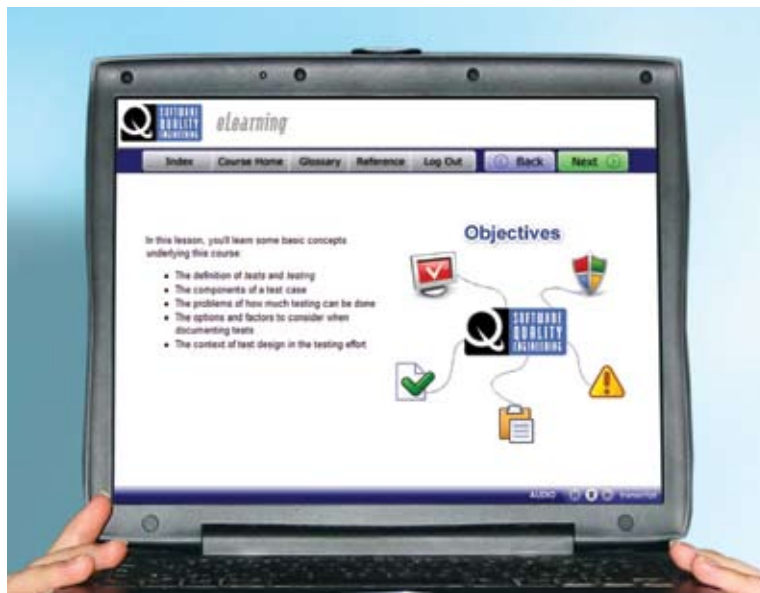 SOFTWARE
QUALITY
ENGINEERING
eLearning
Index Course Home Glossary Reference Log Out Back Next
Objectives
In this lesson, you'll learn some basic concepts
underlying this course
• The definition of tests and testing
• The components of a test case
• The problems of how much testing can be done
• The options and factors to consider when
documenting tests
• The context of test design in the testing effort
SOFTWARE
QUALITY
ENGINEERING
AUDIO transcript